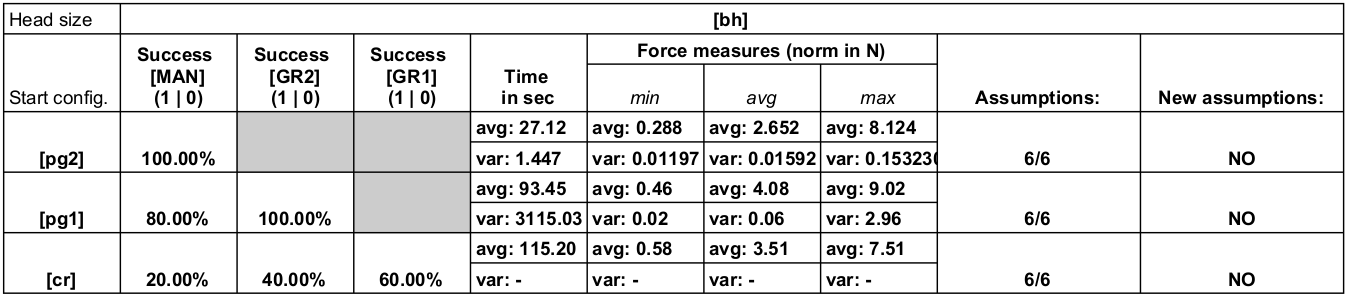 Head size [bh]
Start config. Success [MAN] (1 | 0) Success [GR2] (1 | 0) Success [GR1] (1 | 0) Time in sec Force measures (norm in N) Assumptions: New assumptions:
min avg max
avg: 27.12 avg: 0.288 avg: 2.652 avg: 8.124
[pg2] 100.00% var: 1.447 var: 0.01197 var: 0.01592 var: 0.153230 6/6 NO
avg: 93.45 avg: 0.46 avg: 4.08 avg: 9.02
[pg1] 80.00% 100.00% var: 3115.03 var: 0.02 var: 0.06 var: 2.96 6/6 NO
avg: 115.20 avg: 0.58 avg: 3.51 avg: 7.51
[cr] 20.00% 40.00% 60.00% var: - var: - var: - var: - 6/6 NO